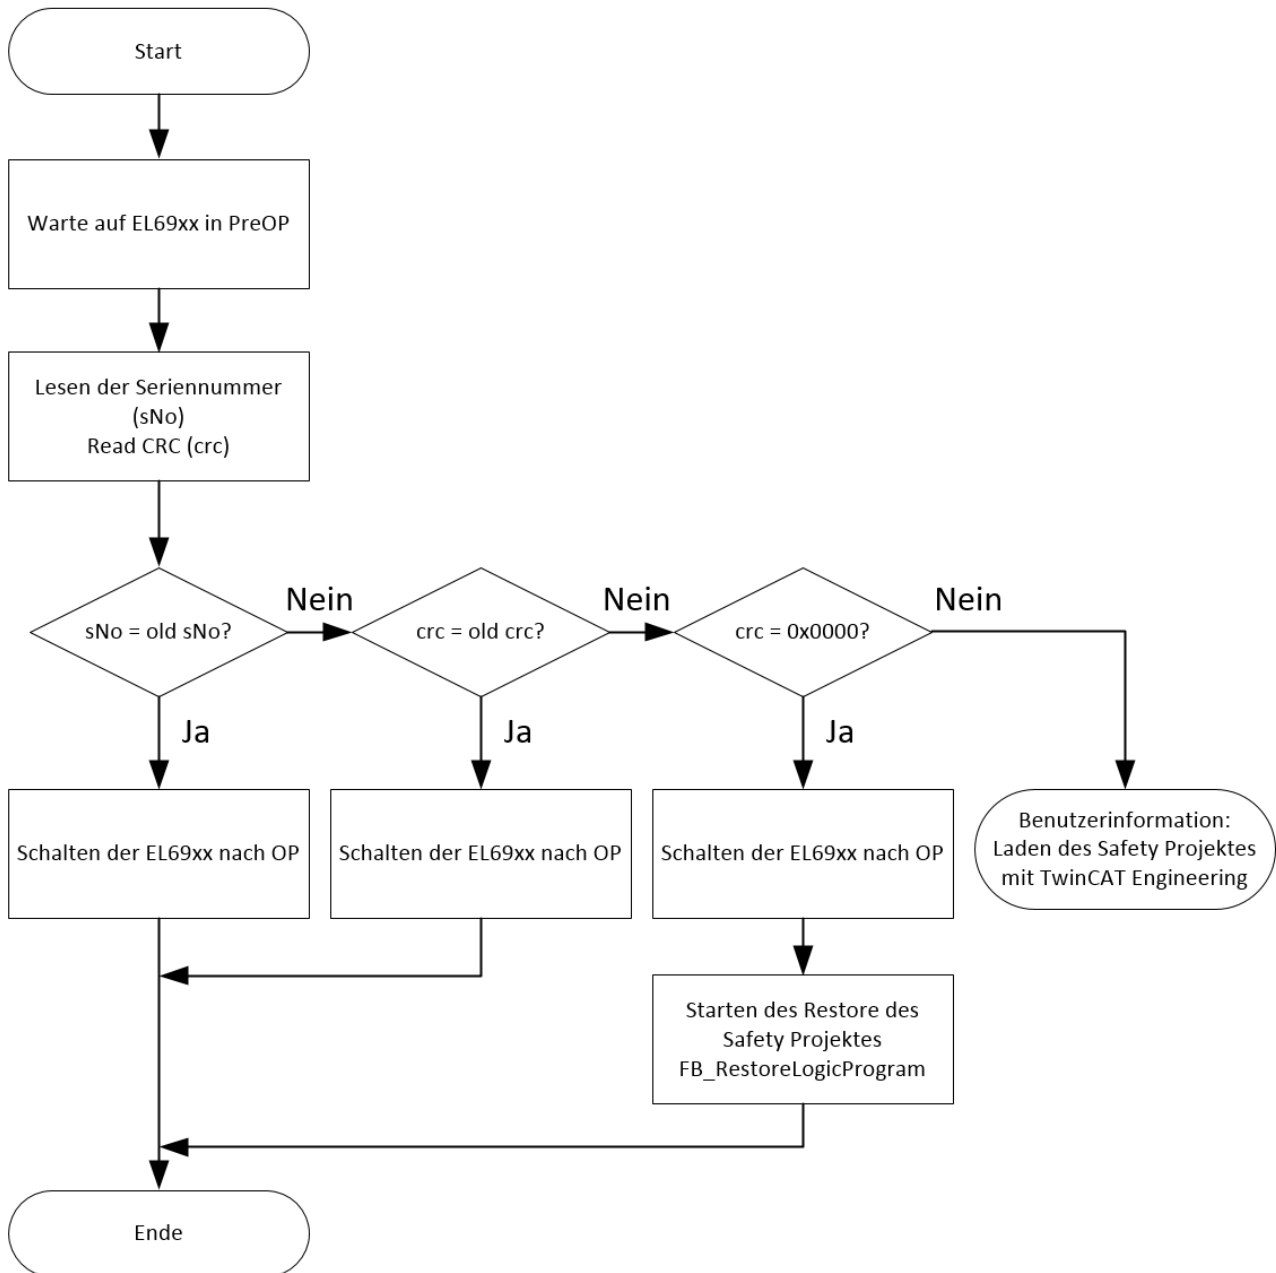 Start
Warte auf EL69xx in PreOP
Lesen der Seriennummer
(sNo)
Read CRC (crc)
sNo = old sNo?
Nein
crc = old crc?
Nein
crc = 0x0000?
Nein
Ja
Ja
Ja
Schalten der EL69xx nach OP
Schalten der EL69xx nach OP
Schalten der EL69xx nach OP
Benutzerinformation:
Laden des Safety Projektes
mit TwinCAT Engineering
Starten des Restore des
Safety Projektes
FB_RestoreLogicProgram
Ende